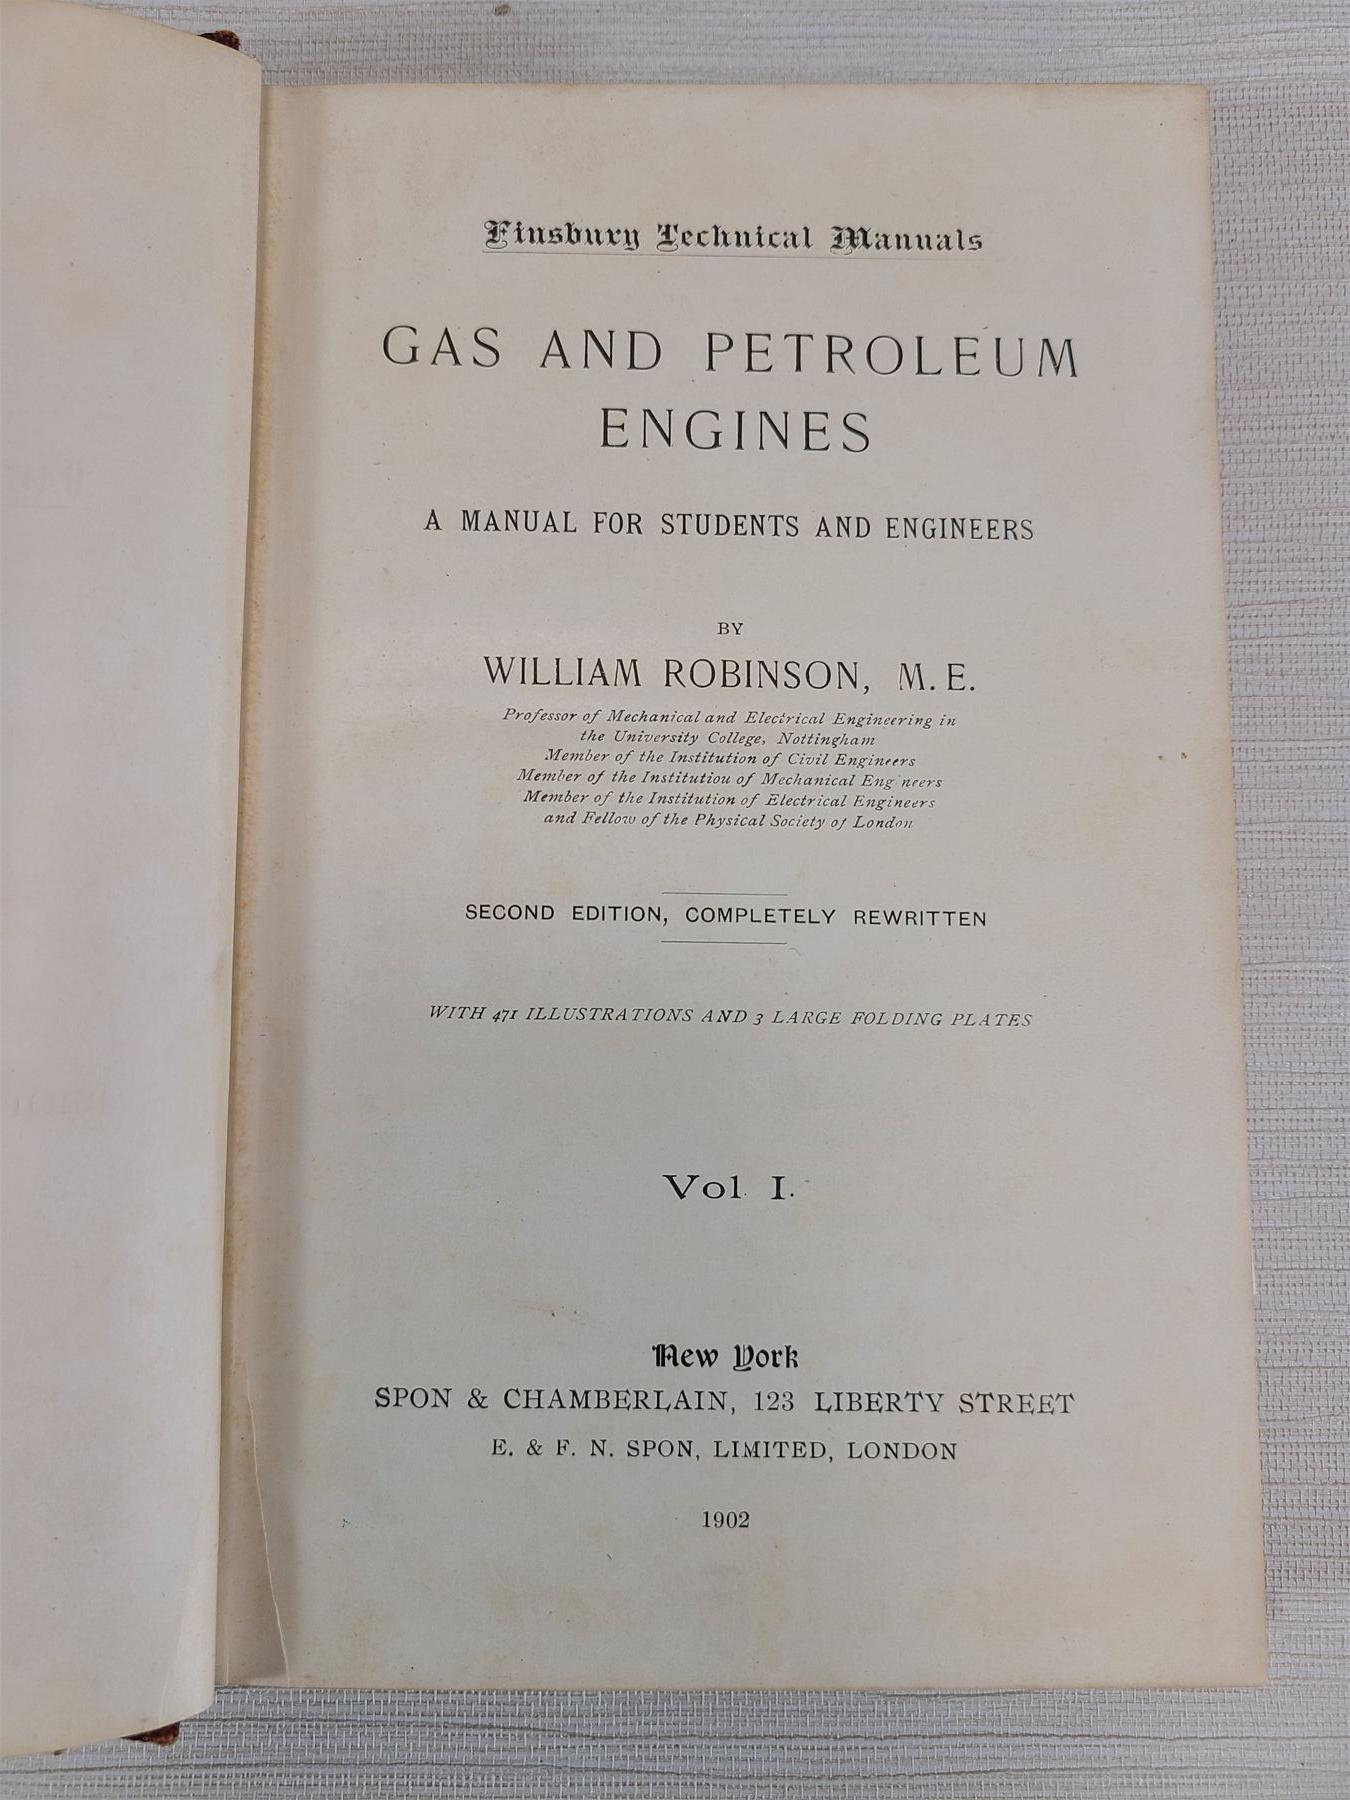 Finsbury Technical Manuals
GAS AND PETROLEUM
ENGINES
A MANUAL FOR STUDENTS AND ENGINEERS
BY
WILLIAM ROBINSON, M.E.
Professor of Mechanical and Electrical Engineering in
the University College, Nottingham
Member of the Institution of Civil Engineers
Member of the Institution of Mechanical Eng neers
Member of the Institution of Electrical Engineers
and Fellow of the Physical Society of London
SECOND EDITION, COMPLETELY REWRITTEN
WITH 471 ILLUSTRATIONS AND 3 LARGE FOLDING PLATES
Vol. I.
New York
SPON & CHAMBERLAIN, 123 LIBERTY STREET
E. & F. N. SPON, LIMITED, LONDON
1902